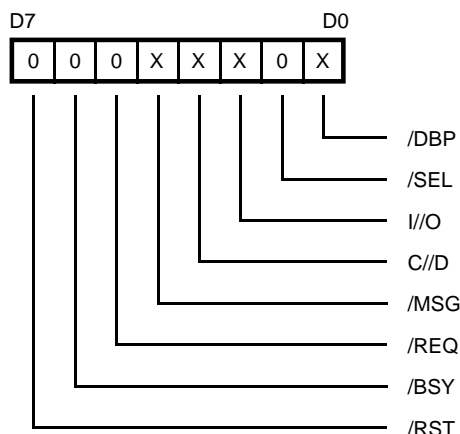 D7 D0
0 0 0 X X X 0 X
/DBP
/SEL
I//O
C//D
/MSG
/REQ
/BSY
/RST